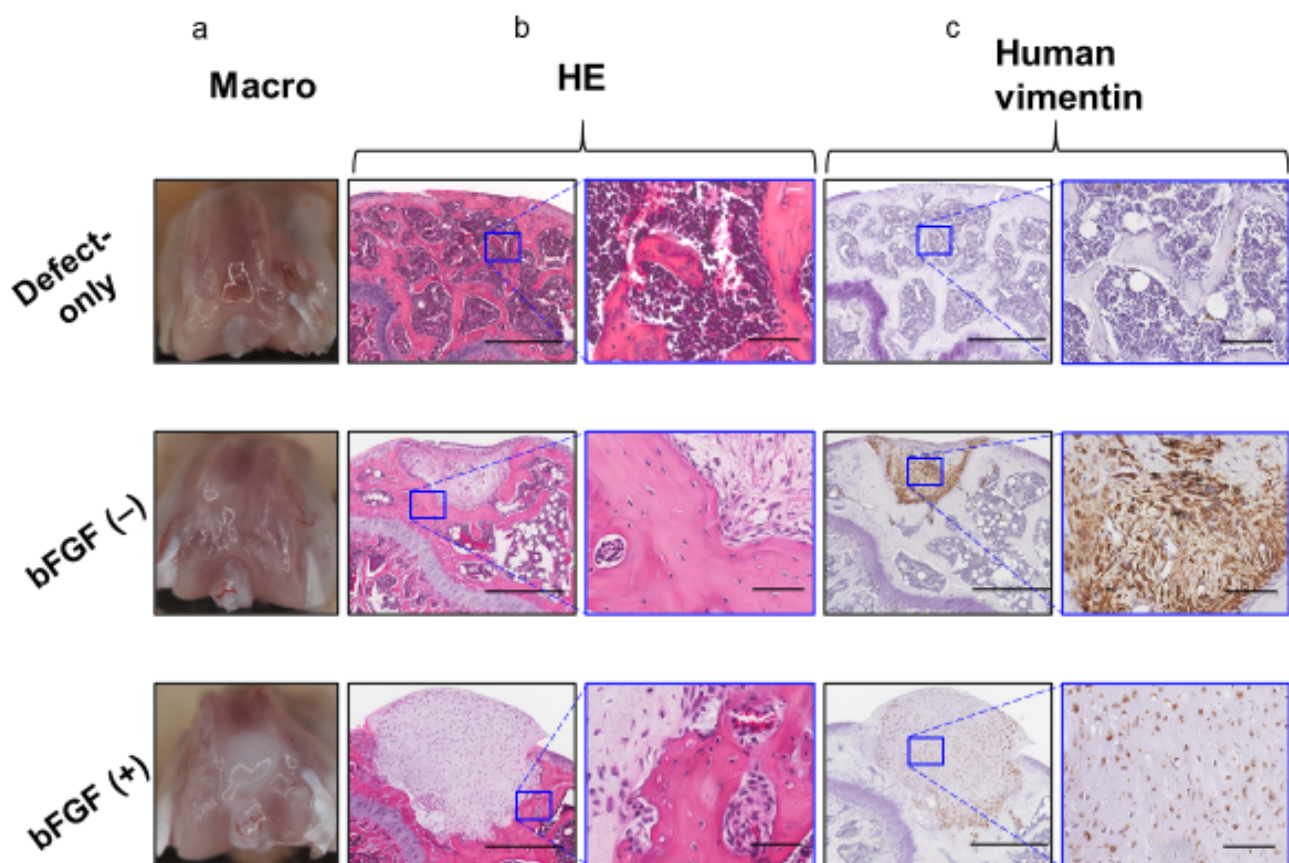 a
b
c
Macro
HE
Human
vimentin
Defect-
only
bFGF (−)
bFGF (+)